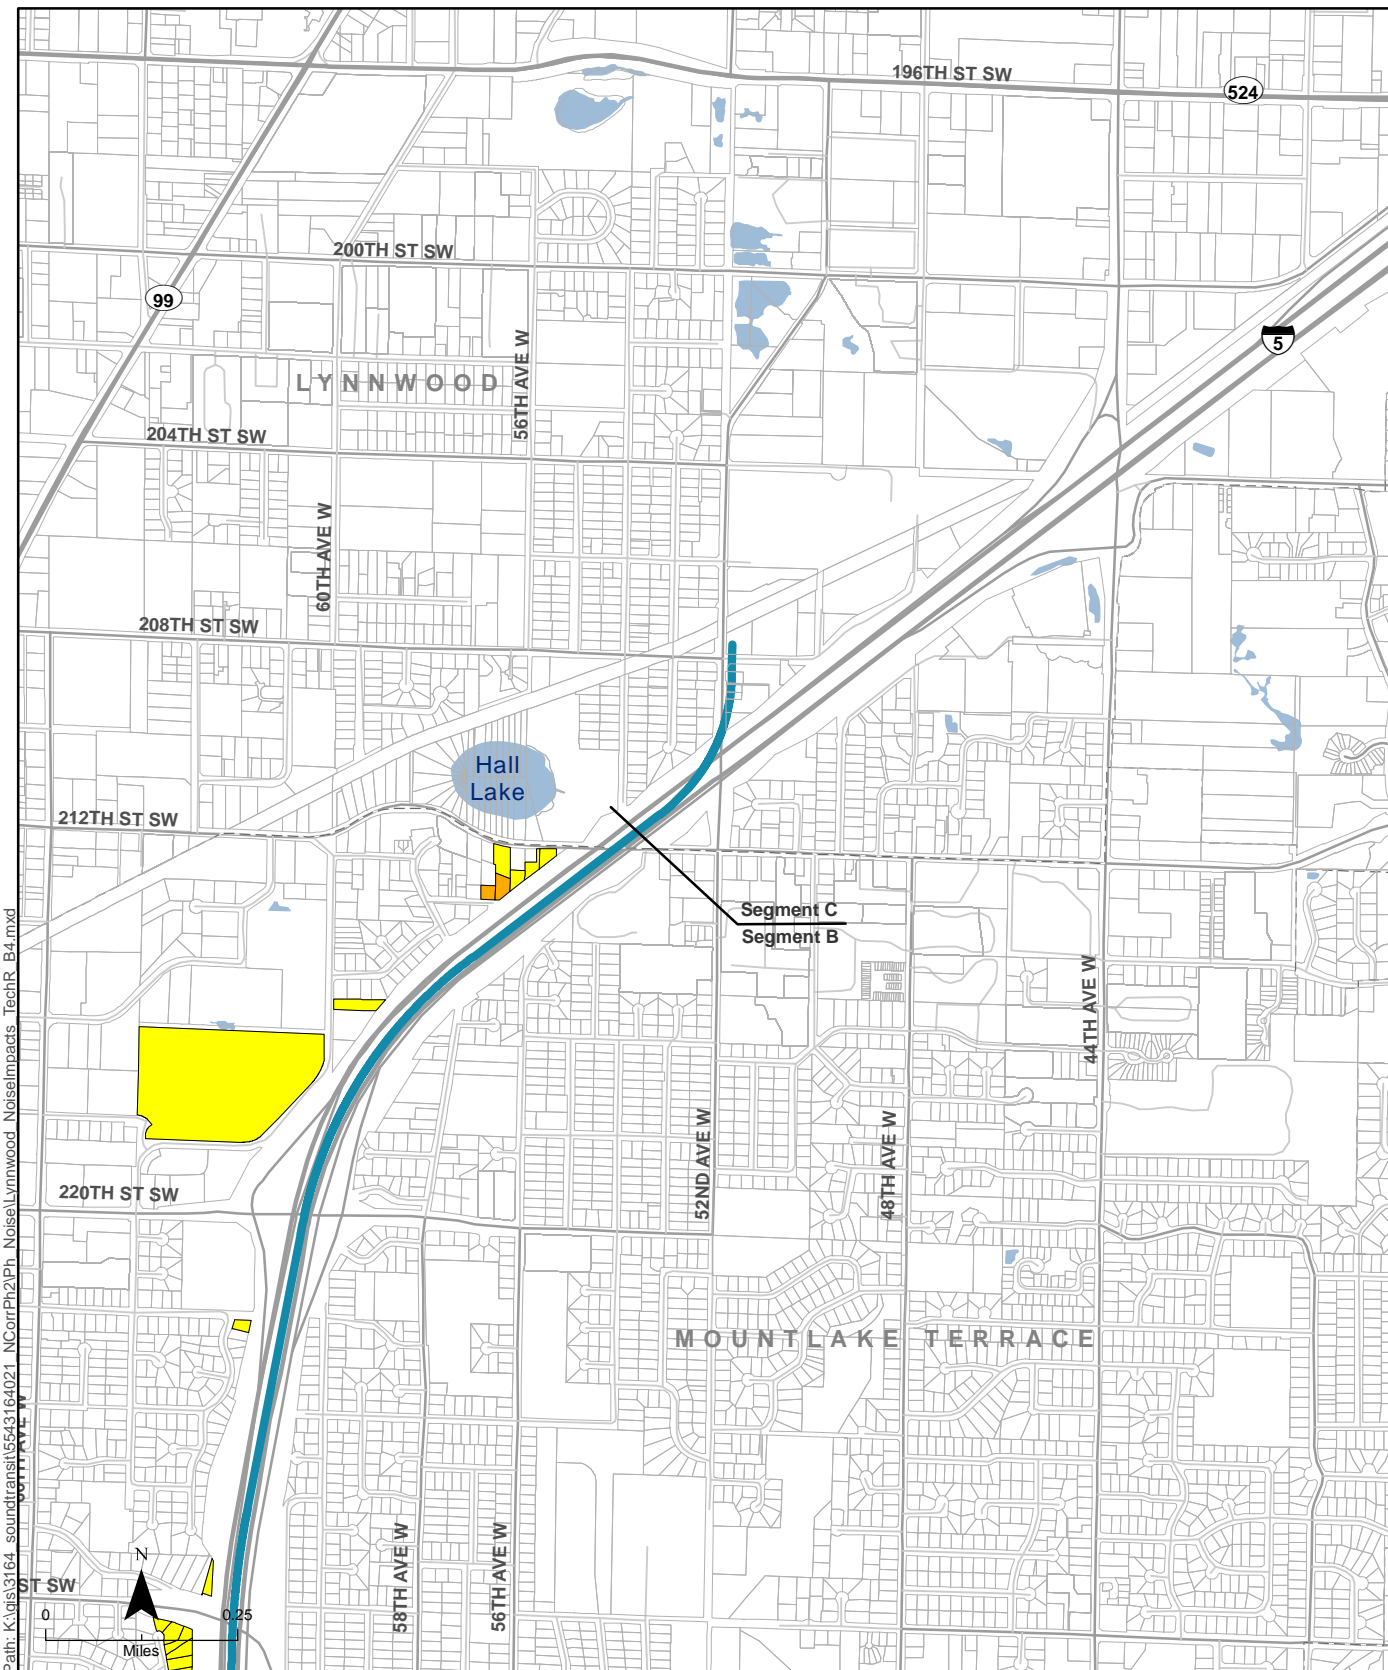 196TH ST SW
524
200TH ST SW
99
5
56TH AVE W
LYNNWOOD
204TH ST SW
60TH AVE W
208TH ST SW
Hall
Lake
212TH ST SW
Segment C
Segment B
44TH AVE W
52ND AVE W
48TH AVE W
220TH ST SW
MOUNTLAKE TERRACE
58TH AVE W
56TH AVE W
N
ST SW
0
0.25
Miles
Path: K:\gis\3164_soundtransit\554316402\_NCorrPh2\Ph_Noise\Lynnwood_NoiseImpacts_TechR_B4.mxd